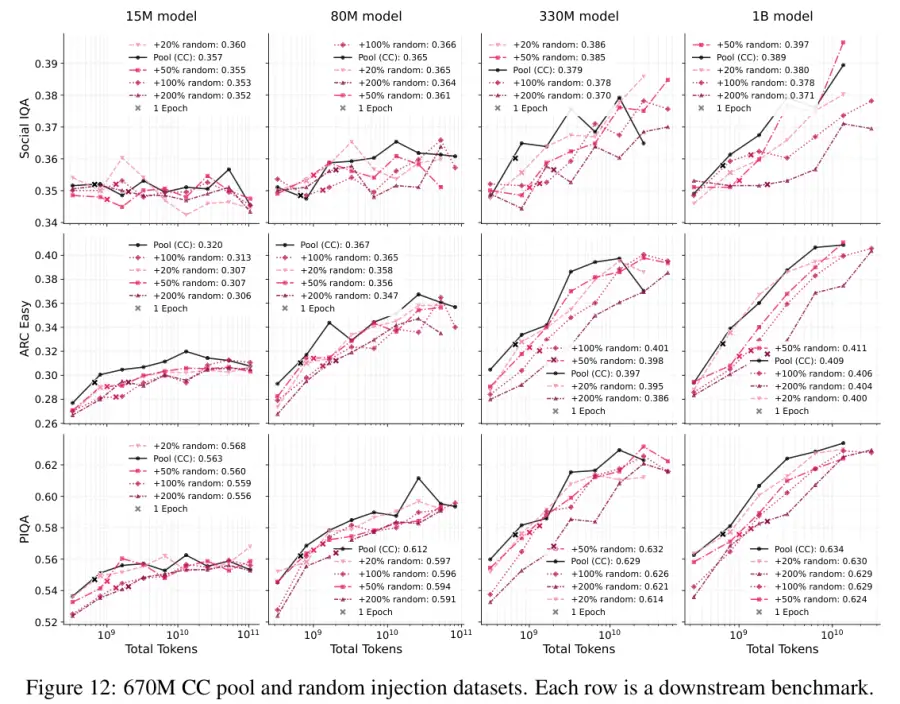 15M model
80M model
330M model
1B model
Social IQA
0.39
0.38
0.37
0.36
0.35
0.34
+20% random: 0.360
Pool (CC): 0.357
+50% random: 0.355
+100% random: 0.353
+200% random: 0.352
1 Epoch
+100% random: 0.366
Pool (CC): 0.365
+20% random: 0.365
+200% random: 0.364
+50% random: 0.361
1 Epoch
+20% random: 0.386
+50% random: 0.385
Pool (CC): 0.379
+100% random: 0.378
+200% random: 0.370
1 Epoch
+50% random: 0.397
Pool (CC): 0.389
+20% random: 0.380
+100% random: 0.378
+200% random: 0.371
1 Epoch
ARC Easy
0.40
0.38
0.36
0.34
0.32
0.30
0.28
0.26
Pool (CC): 0.320
+100% random: 0.313
+20% random: 0.307
+50% random: 0.307
+200% random: 0.306
1 Epoch
Pool (CC): 0.367
+100% random: 0.365
+20% random: 0.358
+50% random: 0.356
+200% random: 0.347
1 Epoch
+100% random: 0.401
+50% random: 0.398
Pool (CC): 0.397
+20% random: 0.395
+200% random: 0.386
1 Epoch
+50% random: 0.411
Pool (CC): 0.409
+100% random: 0.406
+200% random: 0.404
+20% random: 0.400
1 Epoch
PIQA
0.62
0.60
0.58
0.56
0.54
0.52
+20% random: 0.568
Pool (CC): 0.563
+50% random: 0.560
+100% random: 0.559
+200% random: 0.556
1 Epoch
Pool (CC): 0.612
+20% random: 0.597
+100% random: 0.596
+50% random: 0.594
+200% random: 0.591
1 Epoch
+50% random: 0.632
Pool (CC): 0.629
+100% random: 0.626
+200% random: 0.621
+20% random: 0.614
1 Epoch
Pool (CC): 0.634
+20% random: 0.630
+200% random: 0.629
+100% random: 0.629
+50% random: 0.624
1 Epoch
10⁹ 10¹⁰ 10¹¹
10⁹ 10¹⁰ 10¹¹
10⁹ 10¹⁰
10⁹ 10¹⁰
Total Tokens
Total Tokens
Total Tokens
Total Tokens
Figure 12: 670M CC pool and random injection datasets. Each row is a downstream benchmark.